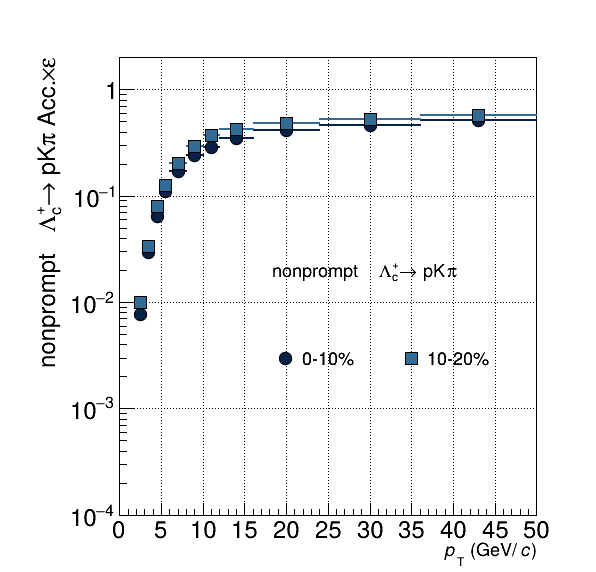 nonprompt Λc+→ pKπ Acc.×ε
1
10−1
10−2
10−3
10−4
nonprompt Λc+→ pKπ
0-10% 10-20%
0 5 10 15 20 25 30 35 40 45 50
pT (GeV/c)